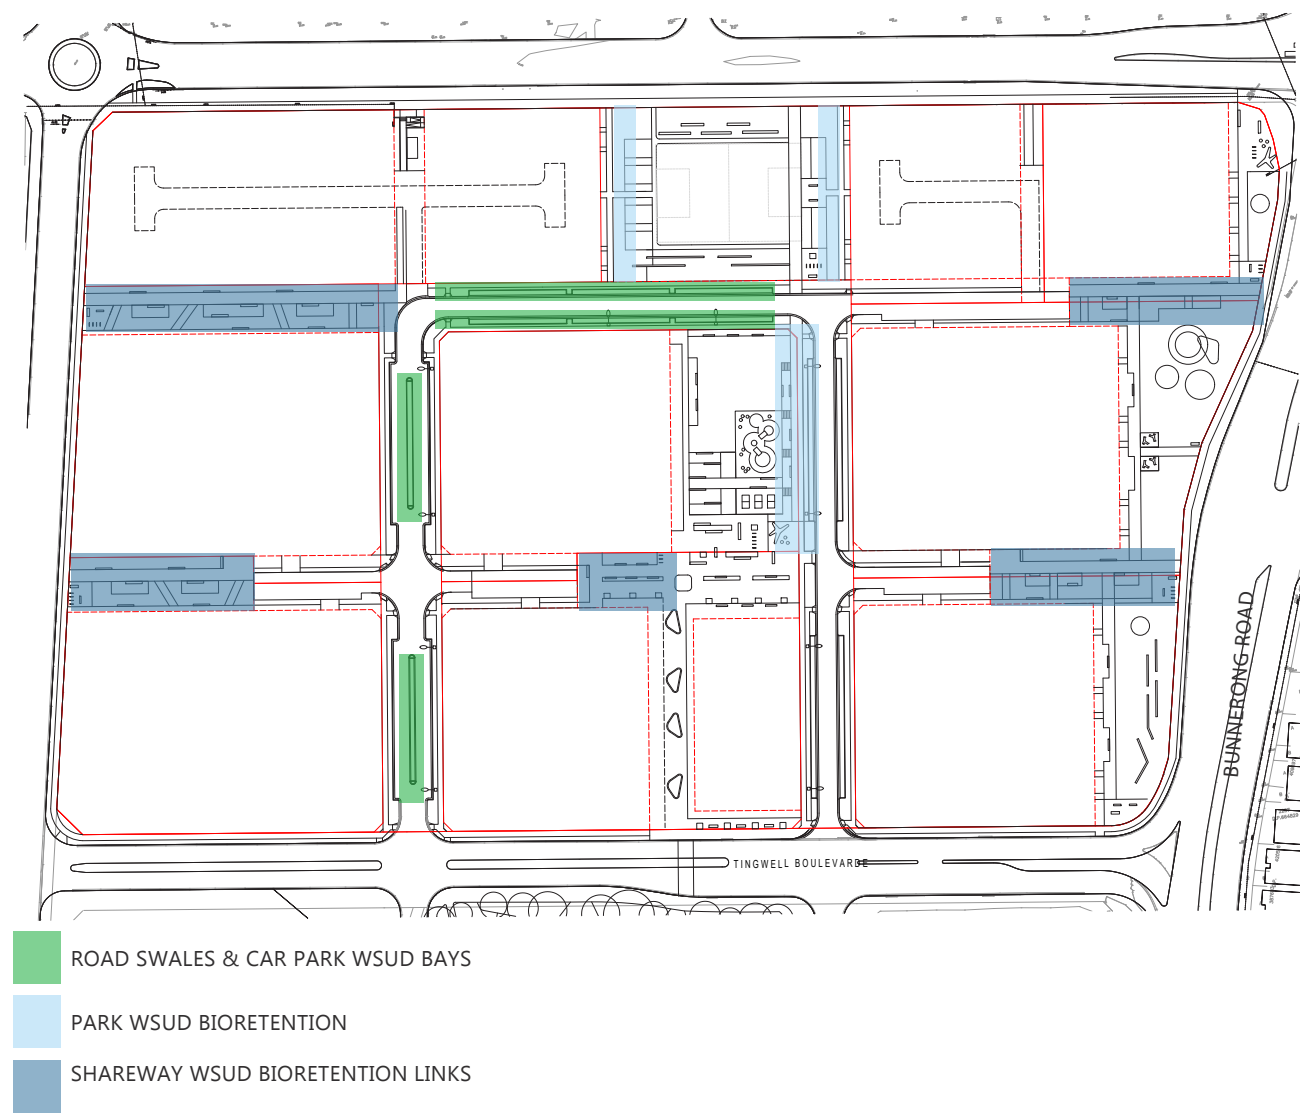 BUNNERONG ROAD
TINGWELL BOULEVARDE
ROAD SWALES & CAR PARK WSUD BAYS
PARK WSUD BIORETENTION
SHAREWAY WSUD BIORETENTION LINKS